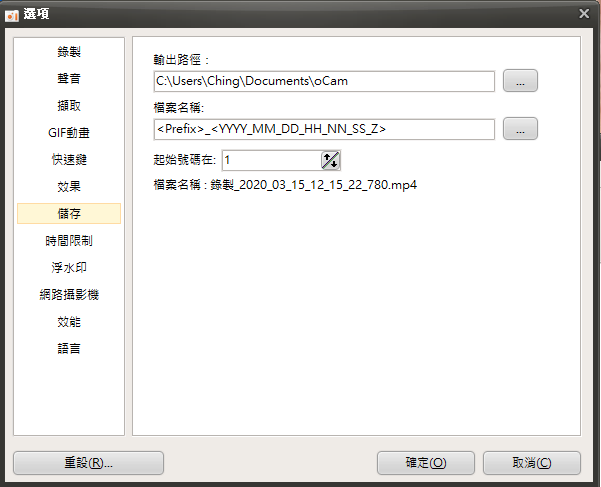 選項
錄製
聲音
擷取
GIF動畫
快速鍵
效果
儲存
時間限制
浮水印
網路攝影機
效能
語言
輸出路徑 :
C:\Users\Ching\Documents\oCam
...
檔案名稱:
<Prefix>_<YYYY_MM_DD_HH_NN_SS_Z>
...
起始號碼在: 1
檔案名稱 : 錄製_2020_03_15_12_15_22_780.mp4
重設(R)...
確定(O)
取消(C)